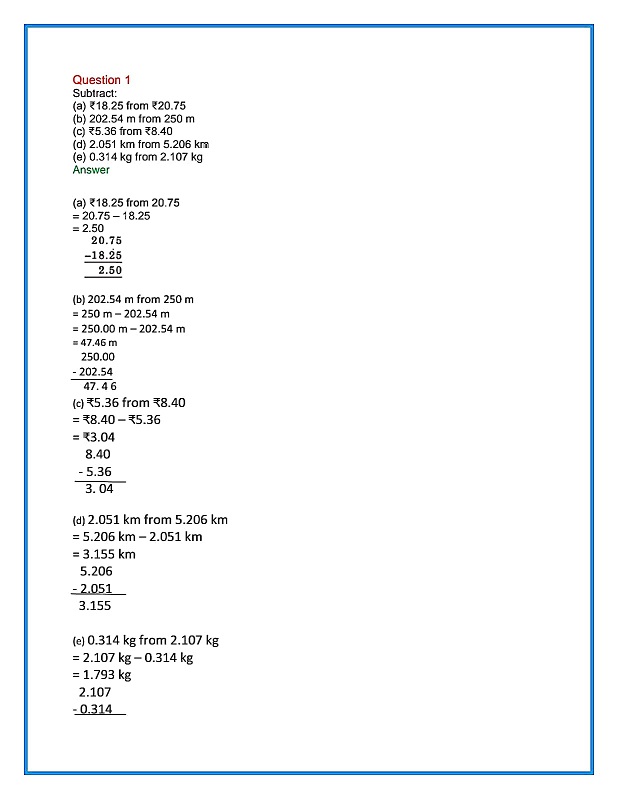 Question 1
Subtract:
(a) ₹18.25 from ₹20.75
(b) 202.54 m from 250 m
(c) ₹5.36 from ₹8.40
(d) 2.051 km from 5.206 km
(e) 0.314 kg from 2.107 kg
Answer
(a) ₹18.25 from 20.75
= 20.75 – 18.25
= 2.50
20.75
–18.25
2.50
(b) 202.54 m from 250 m
= 250 m – 202.54 m
= 250.00 m – 202.54 m
= 47.46 m
250.00
- 202.54
47. 4 6
(c) ₹5.36 from ₹8.40
= ₹8.40 – ₹5.36
= ₹3.04
8.40
- 5.36
3. 04
(d) 2.051 km from 5.206 km
= 5.206 km – 2.051 km
= 3.155 km
5.206
- 2.051
3.155
(e) 0.314 kg from 2.107 kg
= 2.107 kg – 0.314 kg
= 1.793 kg
2.107
- 0.314